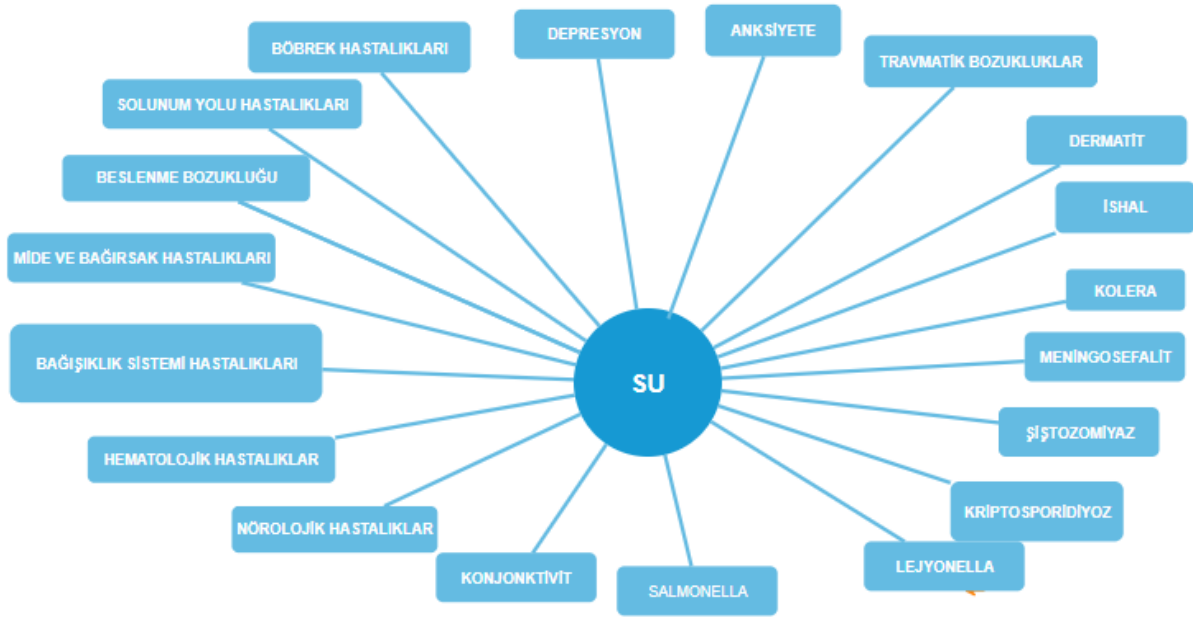 DEPRESYON
ANKSİYETE
BÖBREK HASTALIKLARI
TRAVMATİK BOZUKLUKLAR
SOLUNUM YOLU HASTALIKLARI
DERMATİT
BESLENME BOZUKLUĞU
İSHAL
MİDE VE BAĞIRSAK HASTALIKLARI
KOLERA
BAĞIŞIKLIK SİSTEMİ HASTALIKLARI
MENİNGOSEFALİT
SU
ŞİŞTOZOMİYAZ
HEMATOLOJİK HASTALIKLAR
KRİPTOSPORİDİYOZ
NÖROLOJİK HASTALIKLAR
LEJYONELLA
KONJONKTİVİT
SALMONELLA